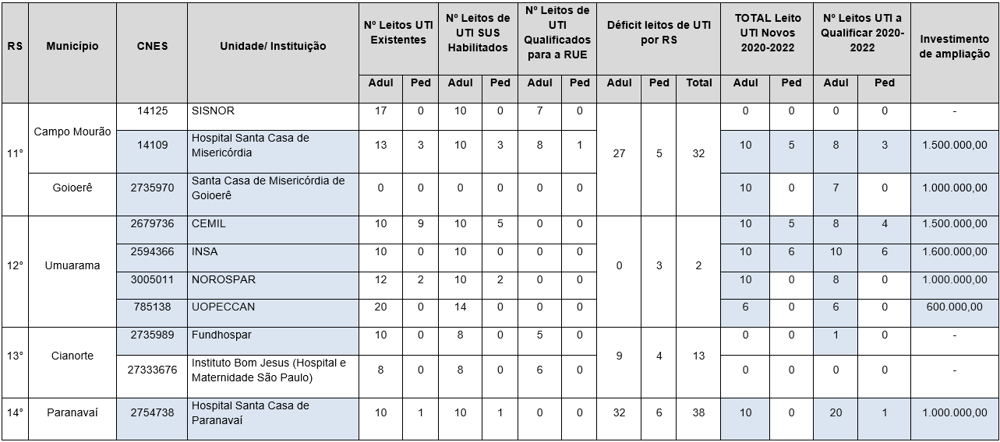 RS Município CNES Unidade/ Instituição Nº Leitos UTI Existentes Nº Leitos de UTI SUS Habilitados Nº Leitos de UTI Qualificados para a RUE Déficit leitos de UTI por RS TOTAL Leito UTI Novos 2020-2022 Nº Leitos UTI a Qualificar 2020-2022 Investimento de ampliação
Adul Ped Adul Ped Adul Ped Adul Ped Total Adul Ped Adul Ped
11° Campo Mourão 14125 SISNOR 17 0 10 0 7 0 27 5 32 0 0 0 0 -
14109 Hospital Santa Casa de Misericórdia 13 3 10 3 8 1 10 5 8 3 1.500.000,00
Goioerê 2735970 Santa Casa de Misericórdia de Goioerê 0 0 0 0 0 0 10 0 7 0 1.000.000,00
12° Umuarama 2679736 CEMIL 10 9 10 5 0 0 0 3 2 10 5 8 4 1.500.000,00
2594366 INSA 10 0 10 0 0 0 10 6 10 6 1.600.000,00
3005011 NOROSPAR 12 2 10 2 0 0 10 0 8 0 1.000.000,00
785138 UOPECCAN 20 0 14 0 0 0 6 0 6 0 600.000,00
13° Cianorte 2735989 Fundhospar 10 0 8 0 5 0 9 4 13 0 0 1 0 -
27333676 Instituto Bom Jesus (Hospital e Maternidade São Paulo) 8 0 8 0 6 0 0 0 0 0 -
14° Paranavaí 2754738 Hospital Santa Casa de Paranavaí 10 1 10 1 0 0 32 6 38 10 0 20 1 1.000.000,00